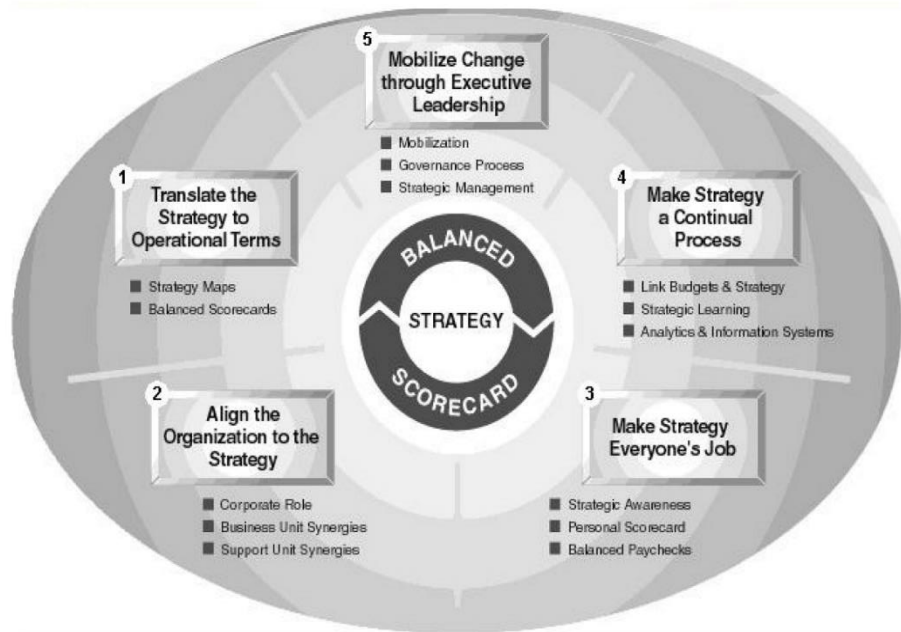 5
Mobilize Change
through Executive
Leadership
Mobilization
Governance Process
Strategic Management
1
Translate the
Strategy to
Operational Terms
Strategy Maps
Balanced Scorecards
4
Make Strategy
a Continual
Process
Link Budgets & Strategy
Strategic Learning
Analytics & Information Systems
BALANCED
STRATEGY
SCORECARD
2
Align the
Organization to the
Strategy
Corporate Role
Business Unit Synergies
Support Unit Synergies
3
Make Strategy
Everyone's Job
Strategic Awareness
Personal Scorecard
Balanced Paychecks